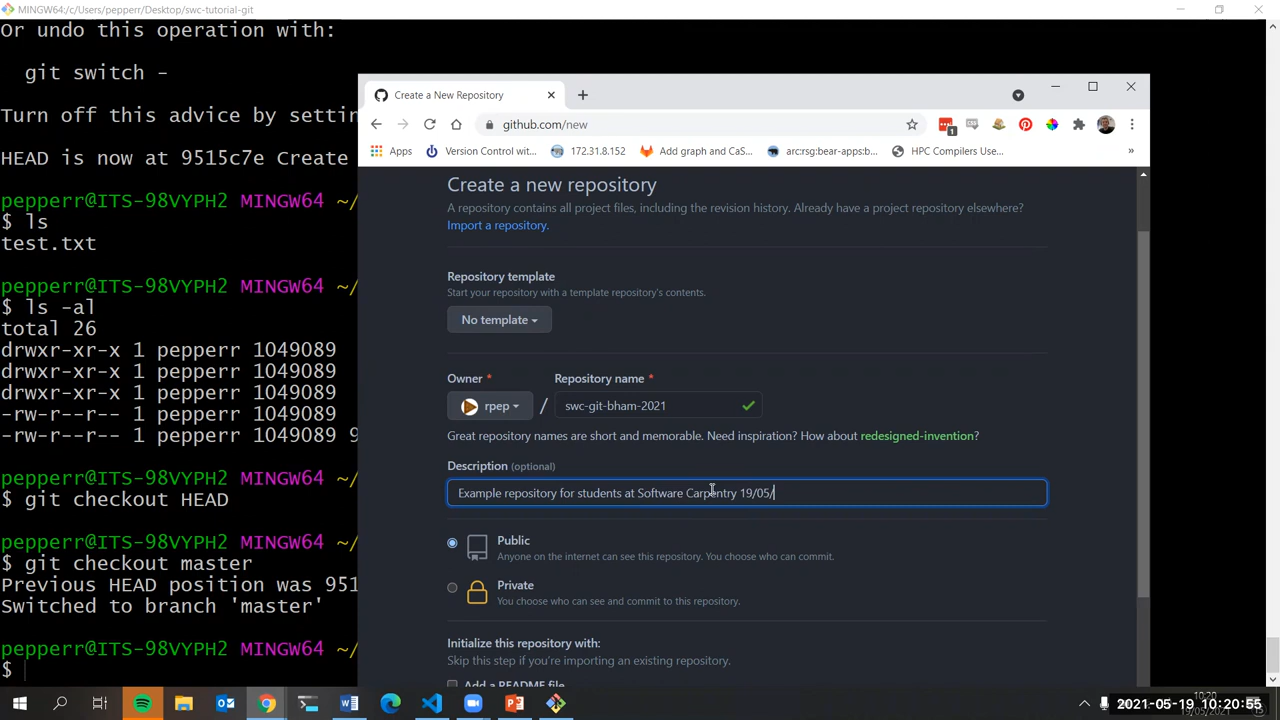 MINGW64:/c/Users/pepperr/Desktop/swc-tutorial-git
Or undo this operation with:
git switch -
Turn off this advice by setti
HEAD is now at 9515c7e Create
pepperr@ITS-98VYPH2 MINGW64 ~/
$ ls
test.txt
pepperr@ITS-98VYPH2 MINGW64 ~/
$ ls -al
total 26
drwxr-xr-x 1 pepperr 1049089
drwxr-xr-x 1 pepperr 1049089
drwxr-xr-x 1 pepperr 1049089
-rw-r--r-- 1 pepperr 1049089
-rw-r--r-- 1 pepperr 1049089 9
pepperr@ITS-98VYPH2 MINGW64 ~/
$ git checkout HEAD
pepperr@ITS-98VYPH2 MINGW64 ~/
$ git checkout master
Previous HEAD position was 951
Switched to branch 'master'
pepperr@ITS-98VYPH2 MINGW64 ~/
$
Create a New Repository
github.com/new
1
Apps
Version Control wit...
172.31.8.152
Add graph and CaS...
arc:rsg:bear-apps:b...
HPC Compilers Use...
»
Create a new repository
A repository contains all project files, including the revision history. Already have a project repository elsewhere?
Import a repository.
Repository template
Start your repository with a template repository's contents.
No template
Owner *
Repository name *
rpep
/
swc-git-bham-2021
Great repository names are short and memorable. Need inspiration? How about redesigned-invention?
Description (optional)
Example repository for students at Software Carpentry 19/05/
Public
Anyone on the internet can see this repository. You choose who can commit.
Private
You choose who can see and commit to this repository.
Initialize this repository with:
Skip this step if you're importing an existing repository.
Add a README file
10:20
2021-05-19 10:20:55